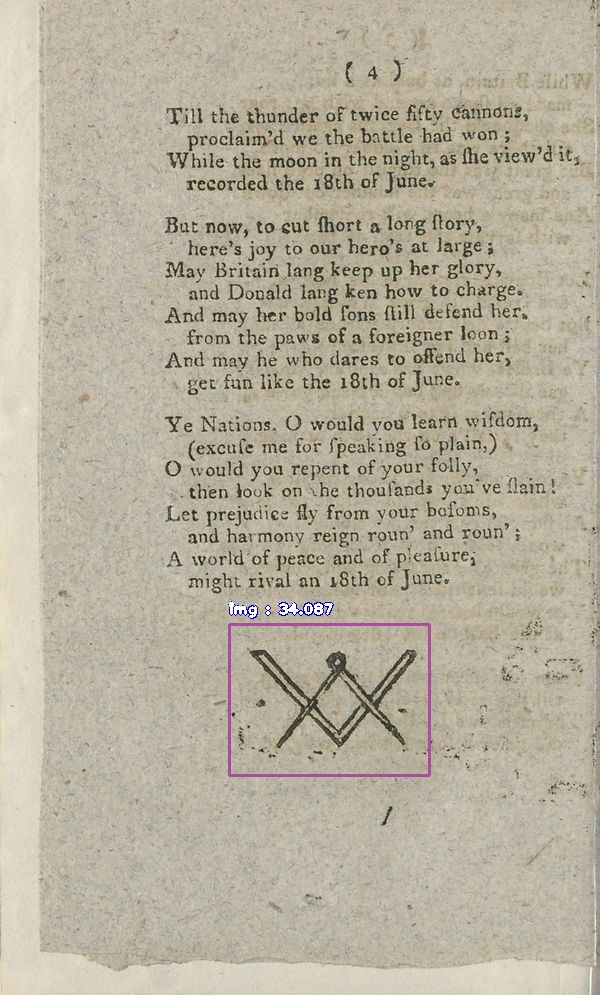 ( 4 )
Till the thunder of twice fifty cannons,
proclaim'd we the battle had won ;
While the moon in the night, as ſhe view'd it,
recorded the 18th of June.
But now, to cut ſhort a long ſtory,
here's joy to our hero's at large ;
May Britain lang keep up her glory,
and Donald lang ken how to charge.
And may her bold ſons ſtill defend her,
from the paws of a foreigner loon ;
And may he who dares to offend her,
get fun like the 18th of June.
Ye Nations, O would you learn wiſdom,
(excuſe me for ſpeaking ſo plain,)
O would you repent of your folly,
then look on the thouſands you've ſlain !
Let prejudice fly from your boſoms,
and harmony reign roun' and roun' ;
A world of peace and of pleaſure,
might rival an 18th of June.
Img : 34.087